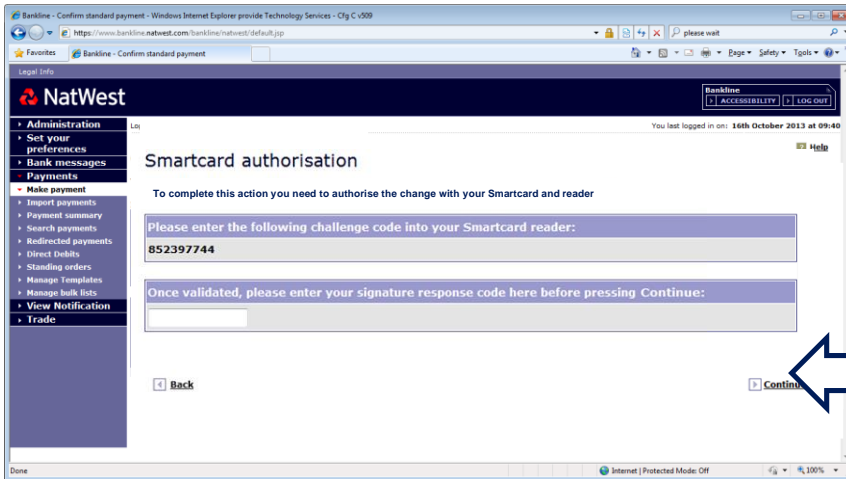 Bankline - Confirm standard payment - Windows Internet Explorer provide Technology Services - Cfg C v509
https://www.bankline.natwest.com/bankline/natwest/default.jsp
please wait
Favorites
Bankline - Confirm standard payment
Page Safety Tools
Legal Info
NatWest
Bankline
ACCESSIBILITY
LOG OUT
Administration
Set your
preferences
Bank messages
Payments
Make payment
Import payments
Payment summary
Search payments
Redirected payments
Direct Debits
Standing orders
Manage Templates
Manage bulk lists
View Notification
Trade
You last logged in on: 16th October 2013 at 09:40
Help
Smartcard authorisation
To complete this action you need to authorise the change with your Smartcard and reader
Please enter the following challenge code into your Smartcard reader:
852397744
Once validated, please enter your signature response code here before pressing Continue:
Back
Continu
Done
Internet | Protected Mode: Off
100%